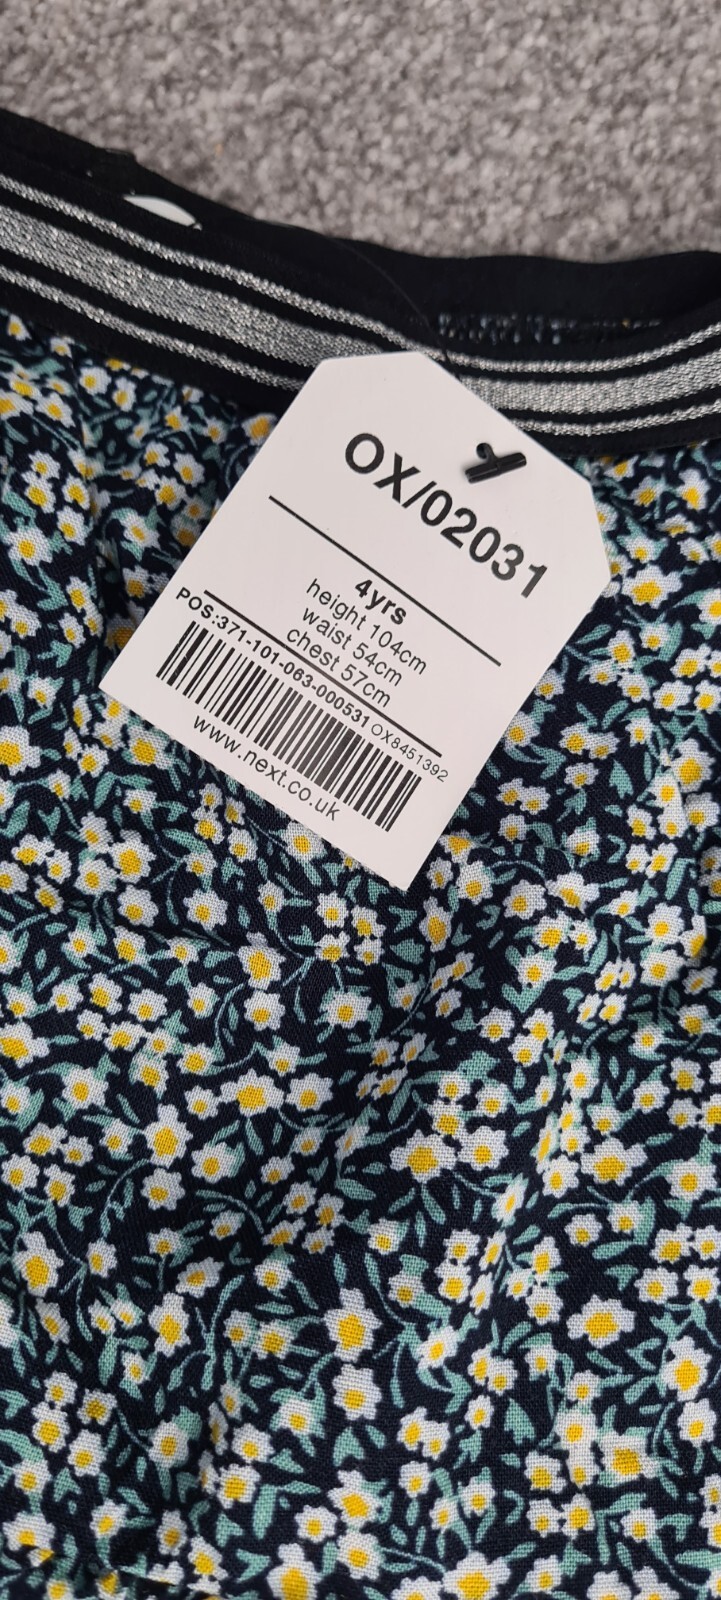 OX/02031
4yrs
height 104cm
waist 54cm
chest 57cm
POS:371-101-063-000531 OX8451392
www.next.co.uk